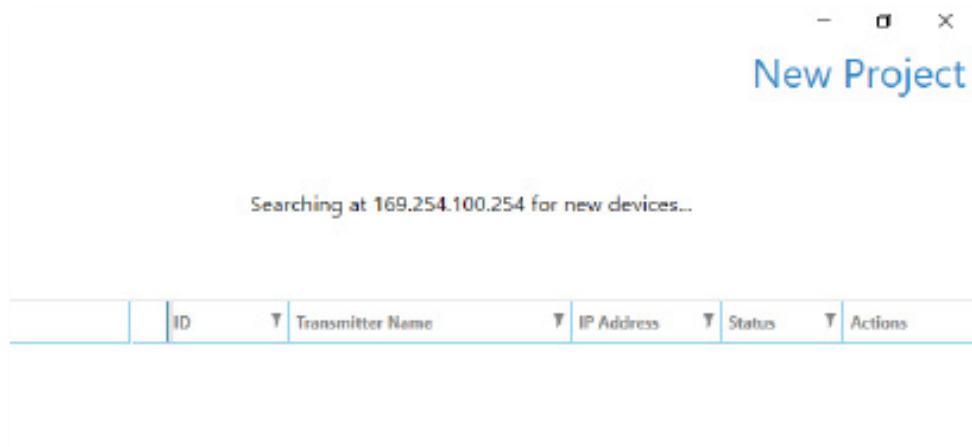 New Project
Searching at 169.254.100.254 for new devices...
ID Transmitter Name IP Address Status Actions